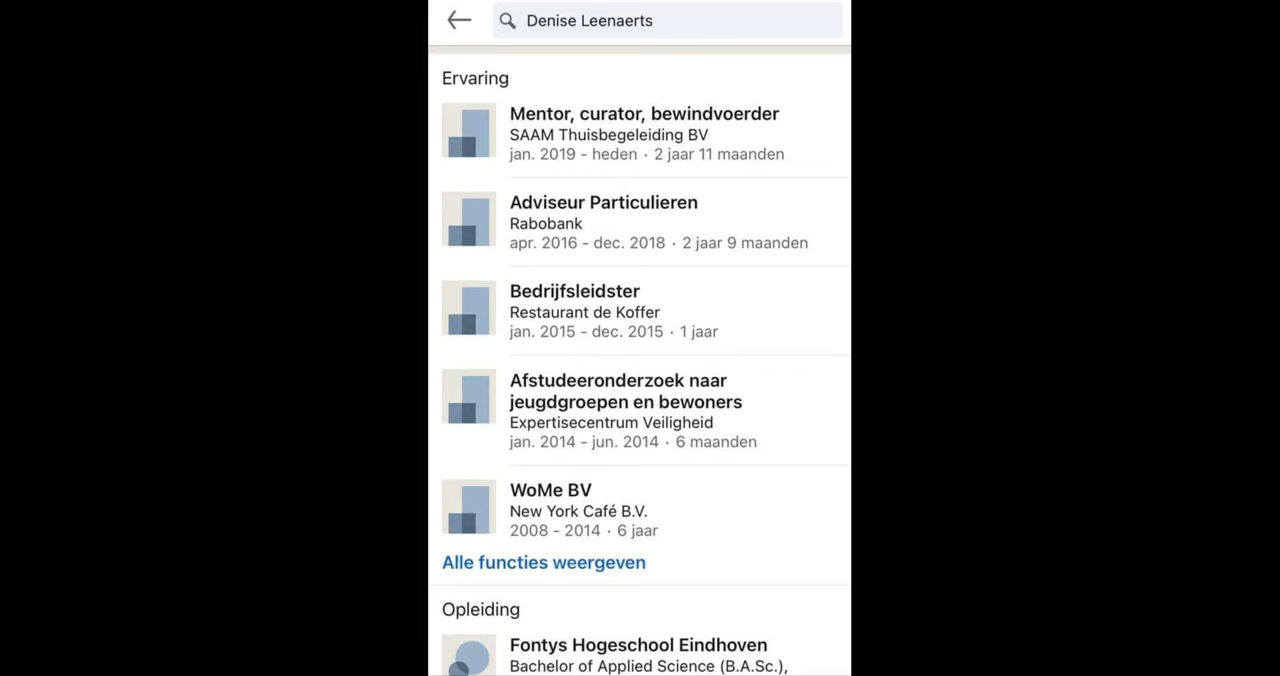 Denise Leenaerts
Ervaring
Mentor, curator, bewindvoerder
SAAM Thuisbegeleiding BV
jan. 2019 - heden · 2 jaar 11 maanden
Adviseur Particulieren
Rabobank
apr. 2016 - dec. 2018 · 2 jaar 9 maanden
Bedrijfsleidster
Restaurant de Koffer
jan. 2015 - dec. 2015 · 1 jaar
Afstudeeronderzoek naar
jeugdgroepen en bewoners
Expertisecentrum Veiligheid
jan. 2014 - jun. 2014 · 6 maanden
WoMe BV
New York Café B.V.
2008 - 2014 · 6 jaar
Alle functies weergeven
Opleiding
Fontys Hogeschool Eindhoven
Bachelor of Applied Science (B.A.Sc.),